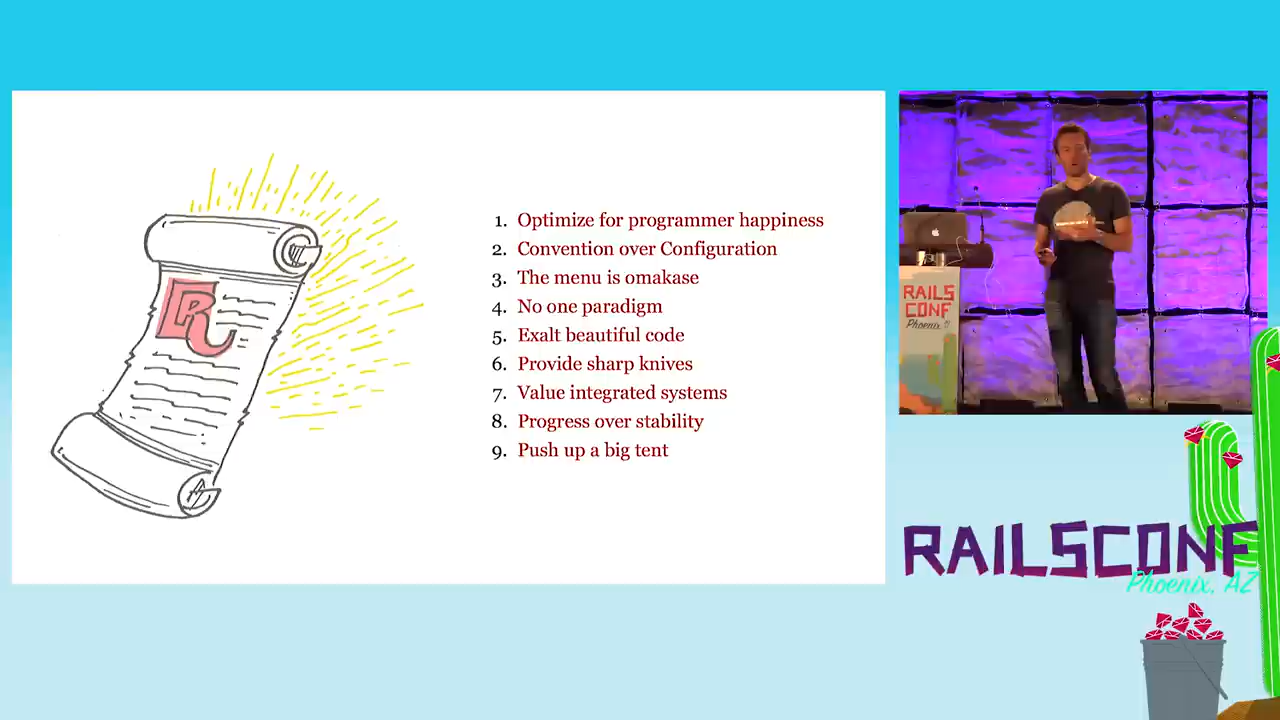 1. Optimize for programmer happiness
2. Convention over Configuration
3. The menu is omakase
4. No one paradigm
5. Exalt beautiful code
6. Provide sharp knives
7. Value integrated systems
8. Progress over stability
9. Push up a big tent
RAILS
CONF
Phoenix
RAILSCONF
Phoenix, AZ